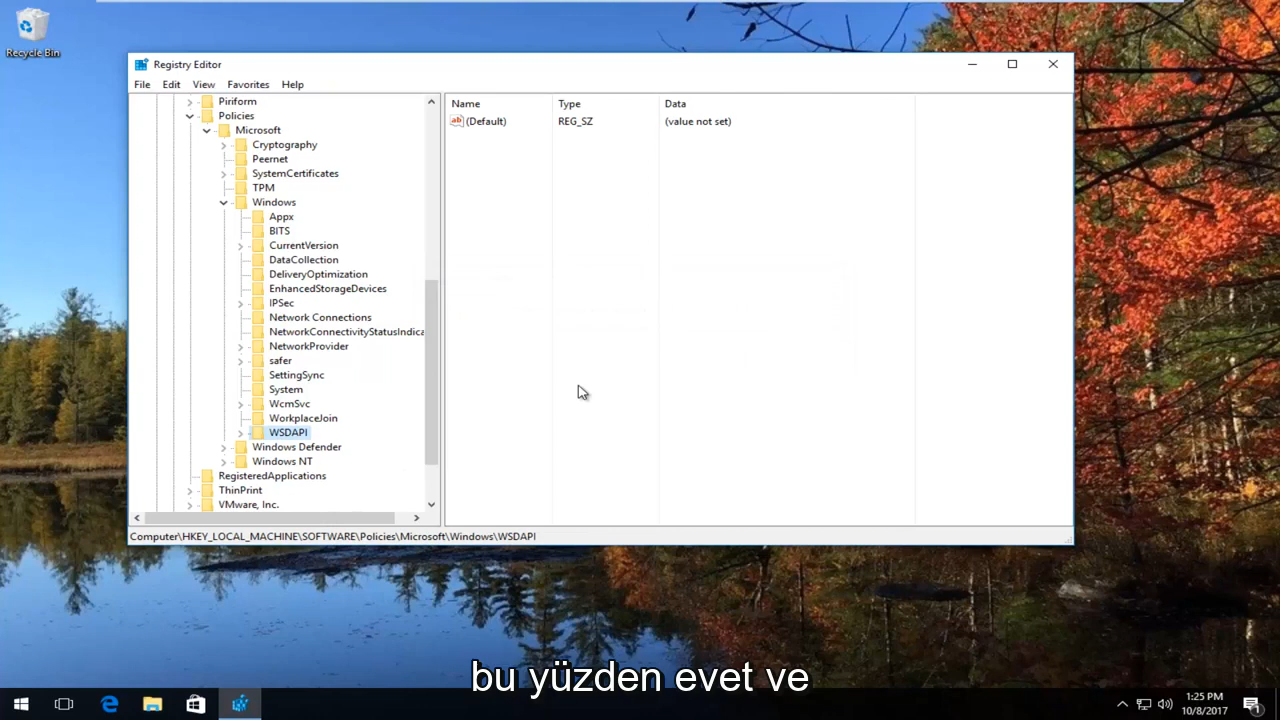 Recycle Bin
Registry Editor
File Edit View Favorites Help
Piriform
Policies
Microsoft
Cryptography
Peernet
SystemCertificates
TPM
Windows
Appx
BITS
CurrentVersion
DataCollection
DeliveryOptimization
EnhancedStorageDevices
IPSec
Network Connections
NetworkConnectivityStatusIndica
NetworkProvider
safer
SettingSync
System
WcmSvc
WorkplaceJoin
WSDAPI
Windows Defender
Windows NT
RegisteredApplications
ThinPrint
VMware, Inc.
Name Type Data
ab (Default) REG_SZ (value not set)
Computer\HKEY_LOCAL_MACHINE\SOFTWARE\Policies\Microsoft\Windows\WSDAPI
bu yüzden evet ve
1:25 PM
10/8/2017
1